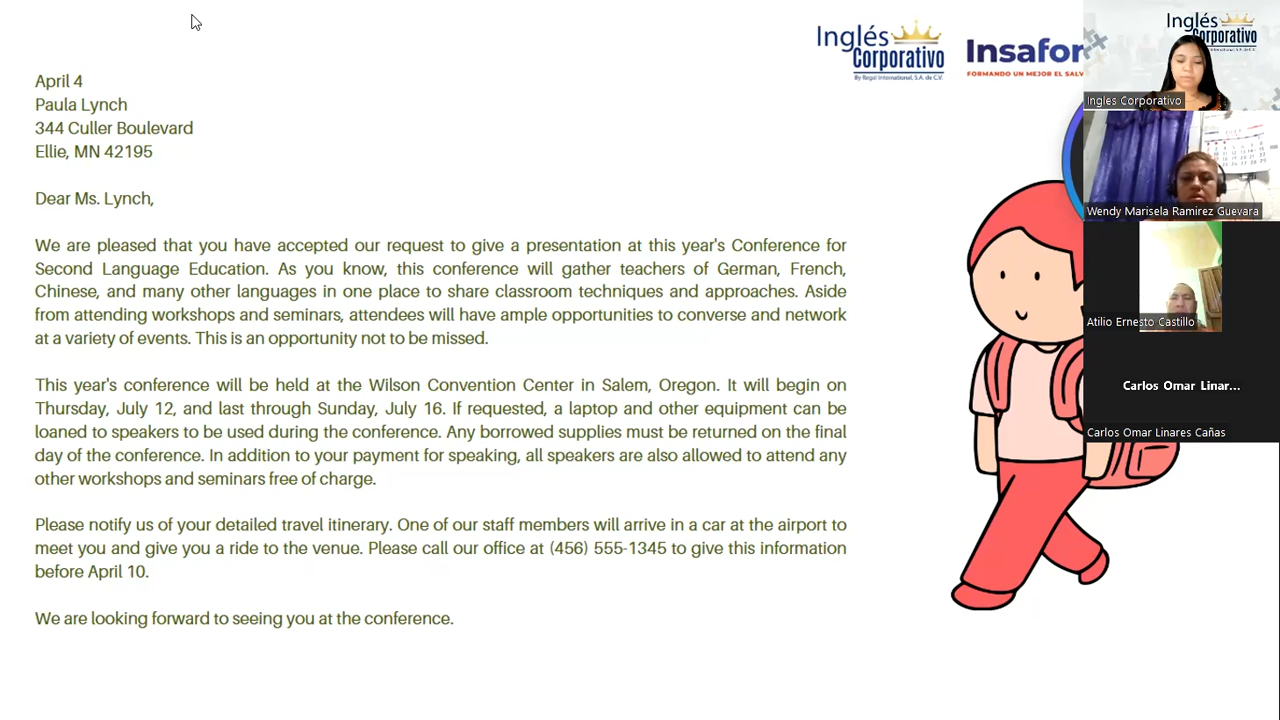 Inglés
Corporativo
By Regal International, S.A. de C.V.
Insafor
FORMANDO UN MEJOR EL SALV
Inglés
Corporativo
Ingles Corporativo
Wendy Marisela Ramirez Guevara
Atilio Ernesto Castillo
Carlos Omar Linar...
Carlos Omar Linares Cañas
April 4
Paula Lynch
344 Culler Boulevard
Ellie, MN 42195
Dear Ms. Lynch,
We are pleased that you have accepted our request to give a presentation at this year's Conference for
Second Language Education. As you know, this conference will gather teachers of German, French,
Chinese, and many other languages in one place to share classroom techniques and approaches. Aside
from attending workshops and seminars, attendees will have ample opportunities to converse and network
at a variety of events. This is an opportunity not to be missed.
This year's conference will be held at the Wilson Convention Center in Salem, Oregon. It will begin on
Thursday, July 12, and last through Sunday, July 16. If requested, a laptop and other equipment can be
loaned to speakers to be used during the conference. Any borrowed supplies must be returned on the final
day of the conference. In addition to your payment for speaking, all speakers are also allowed to attend any
other workshops and seminars free of charge.
Please notify us of your detailed travel itinerary. One of our staff members will arrive in a car at the airport to
meet you and give you a ride to the venue. Please call our office at (456) 555-1345 to give this information
before April 10.
We are looking forward to seeing you at the conference.